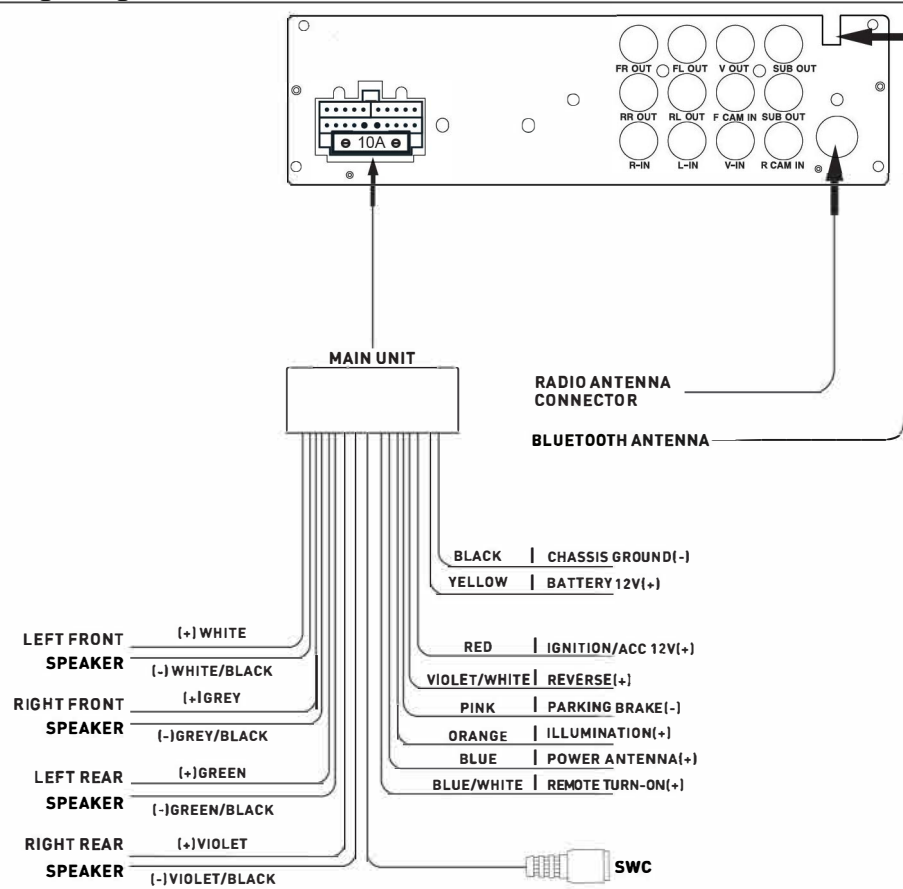 FR OUT FL OUT V OUT SUB OUT
RR OUT RL OUT F CAM IN SUB OUT
10A
R-IN L-IN V-IN R CAM IN
MAIN UNIT
RADIO ANTENNA
CONNECTOR
BLUETOOTH ANTENNA
BLACK | CHASSIS GROUND(-)
YELLOW | BATTERY 12V(+)
LEFT FRONT
SPEAKER
(+) WHITE
(-) WHITE/BLACK
RIGHT FRONT
SPEAKER
(+)GREY
(-)GREY/BLACK
LEFT REAR
SPEAKER
(+)GREEN
(-)GREEN/BLACK
RIGHT REAR
SPEAKER
(+)VIOLET
(-)VIOLET/BLACK
RED | IGNITION/ACC 12V(+)
VIOLET/WHITE | REVERSE(+)
PINK | PARKING BRAKE(-)
ORANGE | ILLUMINATION(+)
BLUE | POWER ANTENNA(+)
BLUE/WHITE | REMOTE TURN-ON(+)
SWC